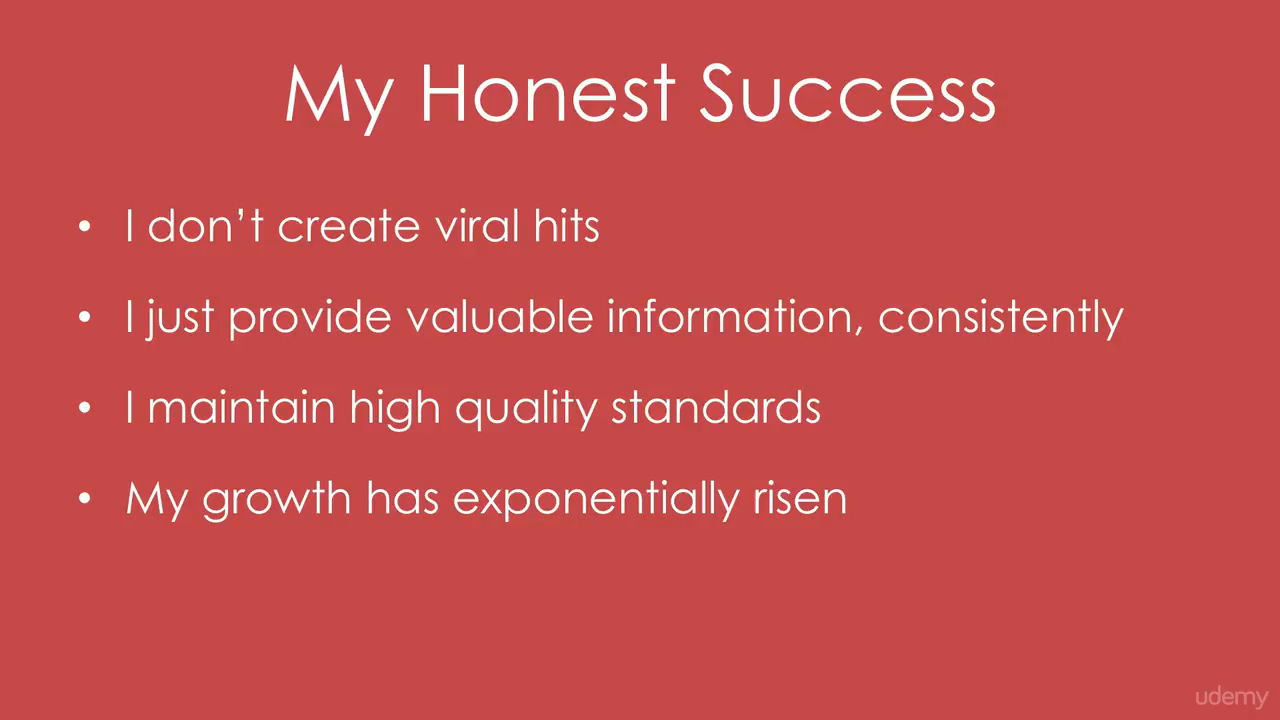 My Honest Success
• I don’t create viral hits
• I just provide valuable information, consistently
• I maintain high quality standards
• My growth has exponentially risen
udemy